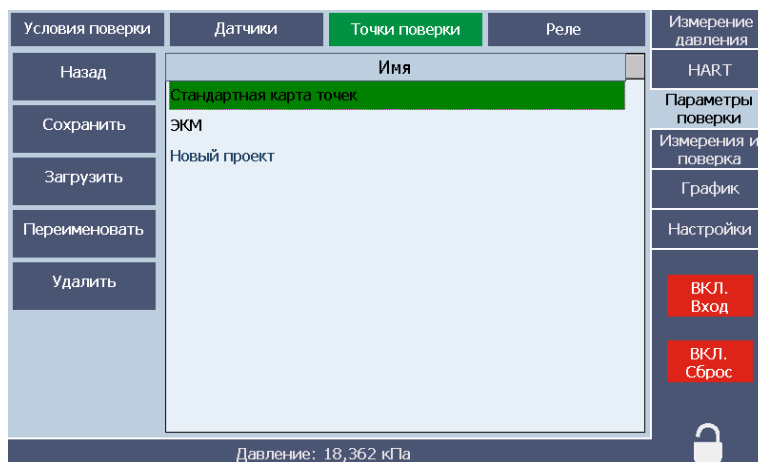 Условия поверки
Датчики
Точки поверки
Реле
Назад
Сохранить
Загрузить
Переименовать
Удалить
Имя
Стандартная карта точек
ЭКМ
Новый проект
Измерение
давления
HART
Параметры
поверки
Измерения и
поверка
График
Настройки
ВКЛ.
Вход
ВКЛ.
Сброс
Давление: 18,362 кПа